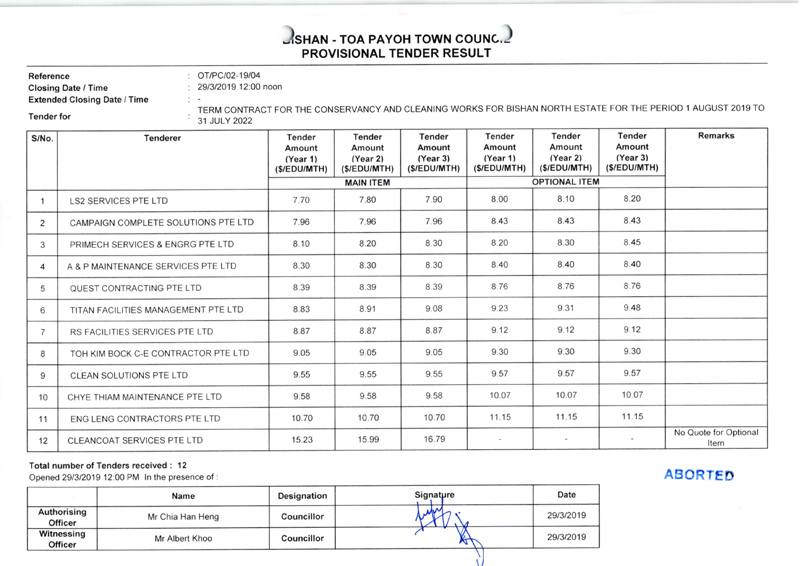 BISHAN - TOA PAYOH TOWN COUNCIL
PROVISIONAL TENDER RESULT
Reference : OT/PC/02-19/04
Closing Date / Time : 29/3/2019 12:00 noon
Extended Closing Date / Time : -
Tender for : TERM CONTRACT FOR THE CONSERVANCY AND CLEANING WORKS FOR BISHAN NORTH ESTATE FOR THE PERIOD 1 AUGUST 2019 TO
31 JULY 2022
S/No. Tenderer Tender Tender Tender Tender Tender Tender Remarks
Amount Amount Amount Amount Amount Amount
(Year 1) (Year 2) (Year 3) (Year 1) (Year 2) (Year 3)
($/EDU/MTH) ($/EDU/MTH) ($/EDU/MTH) ($/EDU/MTH) ($/EDU/MTH) ($/EDU/MTH)
MAIN ITEM OPTIONAL ITEM
1 LS2 SERVICES PTE LTD 7.70 7.80 7.90 8.00 8.10 8.20
2 CAMPAIGN COMPLETE SOLUTIONS PTE LTD 7.96 7.96 7.96 8.43 8.43 8.43
3 PRIMECH SERVICES & ENGRG PTE LTD 8.10 8.20 8.30 8.20 8.30 8.45
4 A & P MAINTENANCE SERVICES PTE LTD 8.30 8.30 8.30 8.40 8.40 8.40
5 QUEST CONTRACTING PTE LTD 8.39 8.39 8.39 8.76 8.76 8.76
6 TITAN FACILITIES MANAGEMENT PTE LTD 8.83 8.91 9.08 9.23 9.31 9.48
7 RS FACILITIES SERVICES PTE LTD 8.87 8.87 8.87 9.12 9.12 9.12
8 TOH KIM BOCK C-E CONTRACTOR PTE LTD 9.05 9.05 9.05 9.30 9.30 9.30
9 CLEAN SOLUTIONS PTE LTD 9.55 9.55 9.55 9.57 9.57 9.57
10 CHYE THIAM MAINTENANCE PTE LTD 9.58 9.58 9.58 10.07 10.07 10.07
11 ENG LENG CONTRACTORS PTE LTD 10.70 10.70 10.70 11.15 11.15 11.15
12 CLEANCOAT SERVICES PTE LTD 15.23 15.99 16.79 - - - No Quote for Optional
Item
Total number of Tenders received : 12
Opened 29/3/2019 12:00 PM In the presence of :
ABORTED
Name Designation Signature Date
Authorising
Officer Mr Chia Han Heng Councillor 29/3/2019
Witnessing
Officer Mr Albert Khoo Councillor 29/3/2019